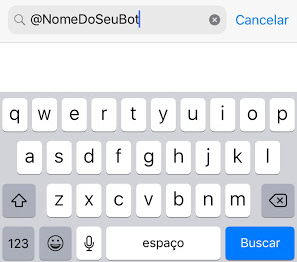 @NomeDoSeuBot Cancelar
q w e r t y u i o p
a s d f g h j k l
z x c v b n m
123 espaço Buscar